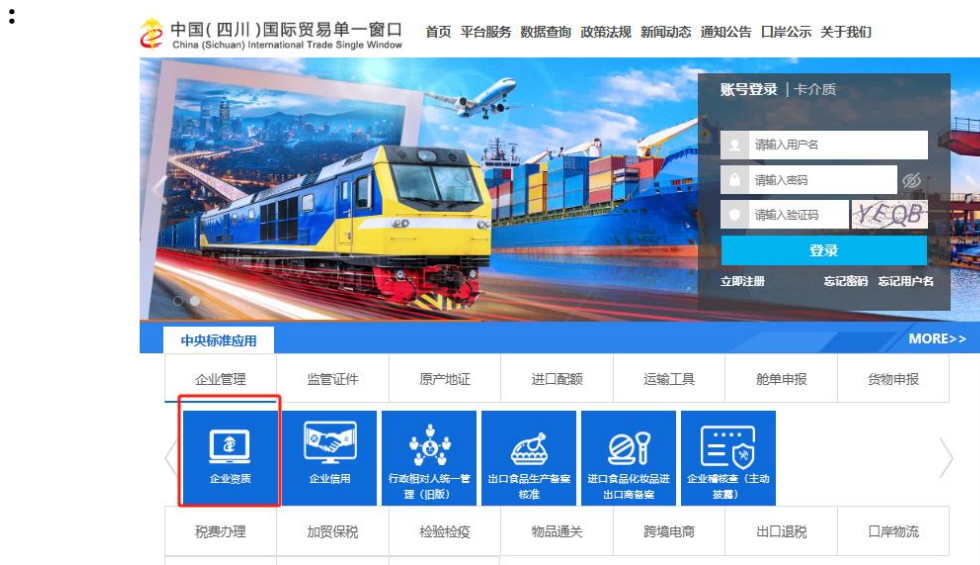 ：
中国(四川)国际贸易单一窗口
China (Sichuan) International Trade Single Window
首页 平台服务 数据查询 政策法规 新闻动态 通知公告 口岸公示 关于我们
账号登录 | 卡介质
请输入用户名
请输入密码
请输入验证码 YEQB
登录
立即注册 忘记密码 忘记用户名
中央标准应用 MORE>>
企业管理 监管证件 原产地证 进口配额 运输工具 舱单申报 货物申报
企业资质 企业信用 行政相对人统一管 出口食品生产备案 进口食品化妆品进 企业稽核查（主动
理（旧版） 核准 出口商备案 披露）
税费办理 加贸保税 检验检疫 物品通关 跨境电商 出口退税 口岸物流